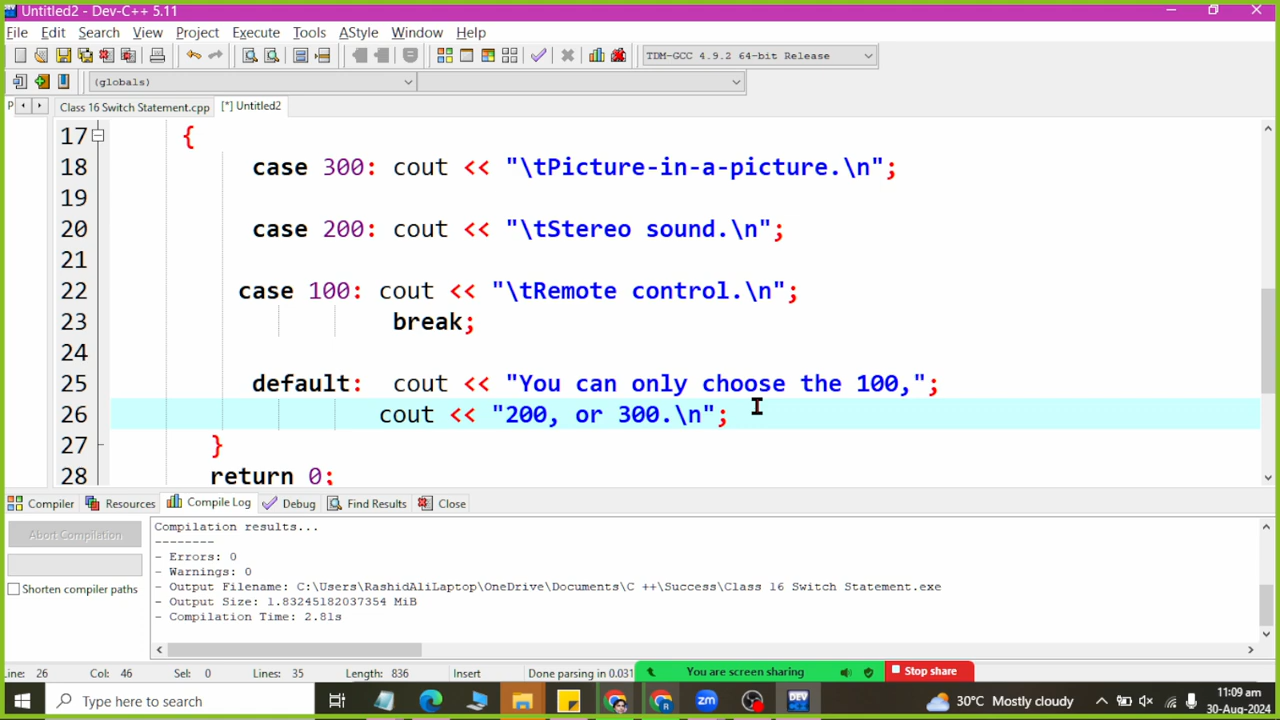 Untitled2 - Dev-C++ 5.11
File Edit Search View Project Execute Tools AStyle Window Help
TDM-GCC 4.9.2 64-bit Release
(globals)
P Class 16 Switch Statement.cpp [*] Untitled2
17 {
18 case 300: cout << "\tPicture-in-a-picture.\n";
19
20 case 200: cout << "\tStereo sound.\n";
21
22 case 100: cout << "\tRemote control.\n";
23 break;
24
25 default: cout << "You can only choose the 100,";
26 cout << "200, or 300.\n";
27 }
28 return 0;
Compiler Resources Compile Log Debug Find Results Close
Abort Compilation
Shorten compiler paths
Compilation results...
--------
- Errors: 0
- Warnings: 0
- Output Filename: C:\Users\RashidAliLaptop\OneDrive\Documents\C ++\Success\Class 16 Switch Statement.exe
- Output Size: 1.83245182037354 MiB
- Compilation Time: 2.81s
Line: 26 Col: 46 Sel: 0 Lines: 35 Length: 836 Insert Done parsing in 0.031 You are screen sharing Stop share
Type here to search
zm
DEV
30°C Mostly cloudy
11:09 am
30-Aug-2024